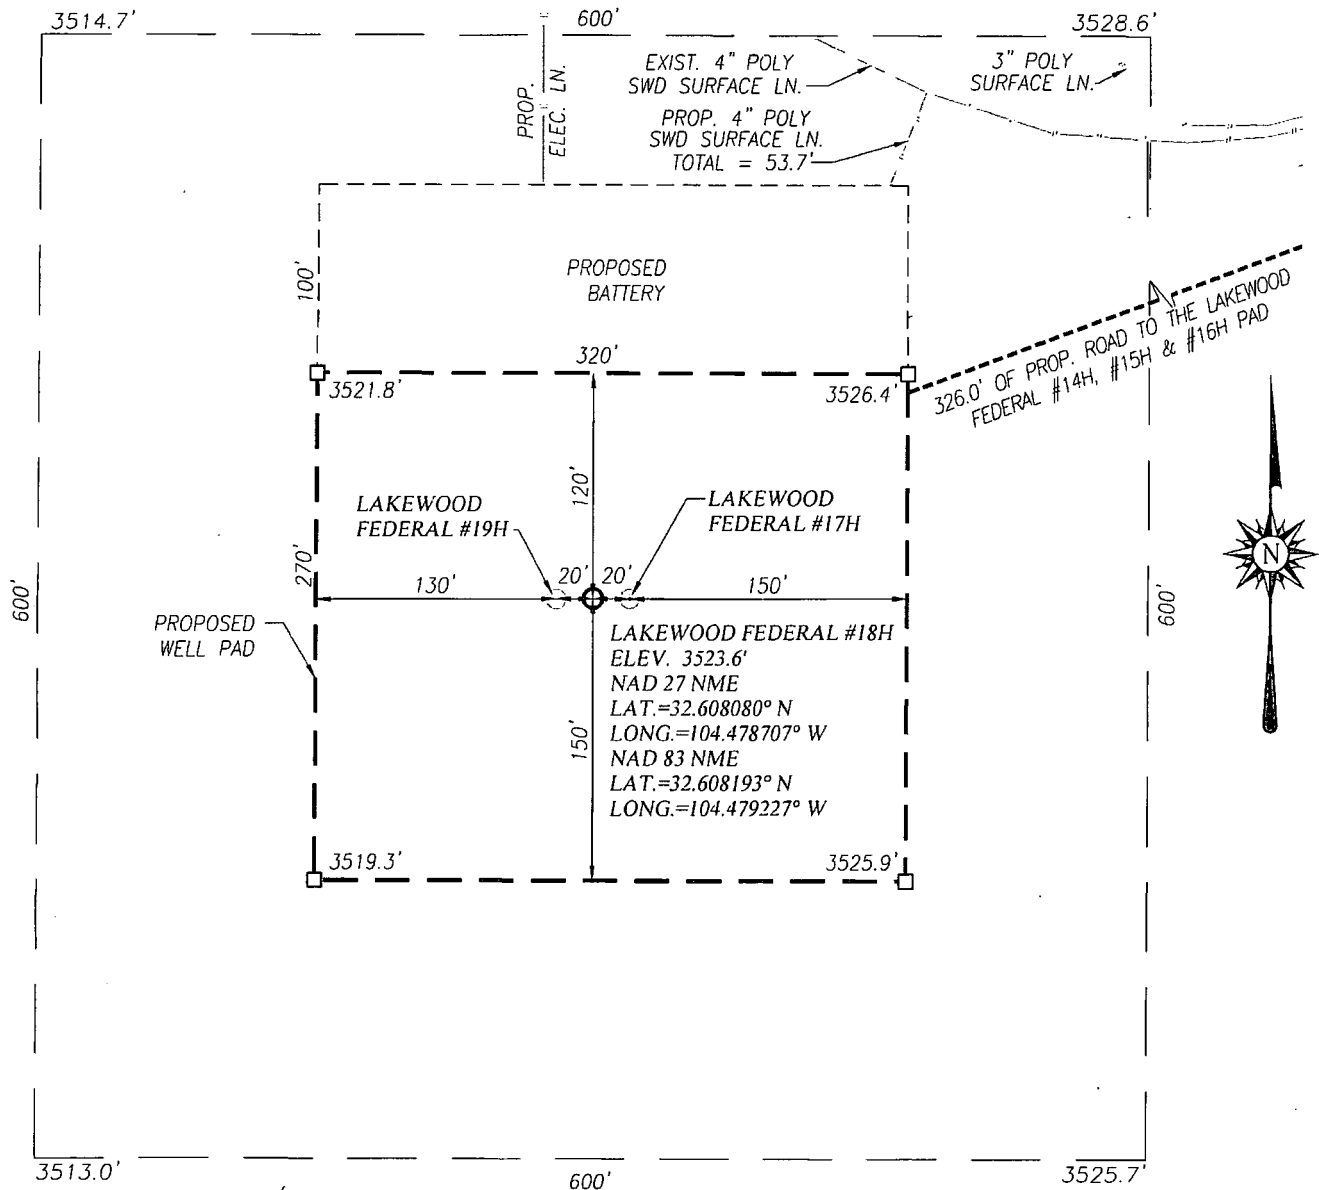 3514.7'
600'
3528.6'
EXIST. 4" POLY
SWD SURFACE LN.
3" POLY
SURFACE LN.
PROP.
ELEC. LN.
PROP. 4" POLY
SWD SURFACE LN.
TOTAL = 53.7'
100'
PROPOSED
BATTERY
320'
3521.8'
3526.4'
326.0' OF PROP. ROAD TO THE LAKEWOOD
FEDERAL #14H, #15H & #16H PAD
120'
LAKEWOOD
FEDERAL #19H
LAKEWOOD
FEDERAL #17H
N
270'
130'
20'
20'
150'
600'
600'
PROPOSED
WELL PAD
LAKEWOOD FEDERAL #18H
ELEV. 3523.6'
NAD 27 NME
LAT.=32.608080° N
LONG.=104.478707° W
NAD 83 NME
LAT.=32.608193° N
LONG.=104.479227° W
150'
3519.3'
3525.9'
3513.0'
600'
3525.7'